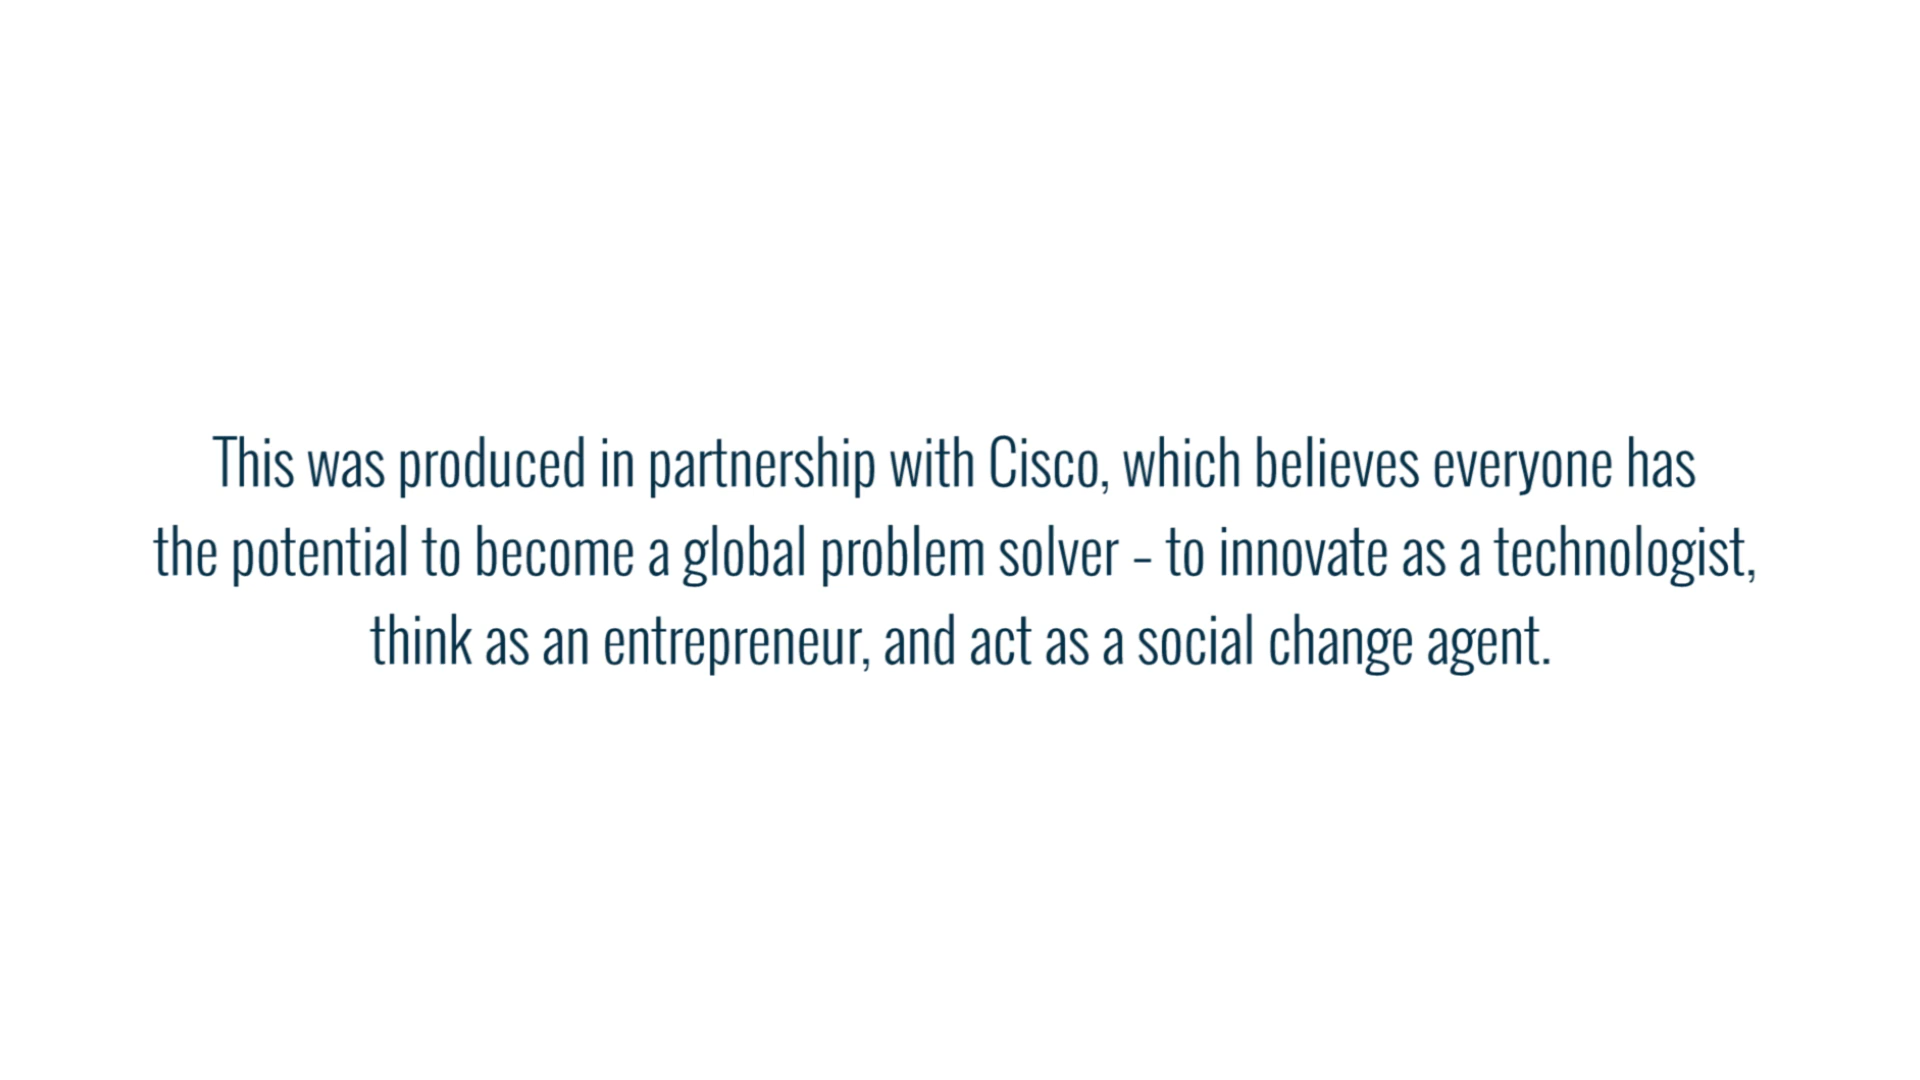 This was produced in partnership with Cisco, which believes everyone has
the potential to become a global problem solver – to innovate as a technologist,
think as an entrepreneur, and act as a social change agent.